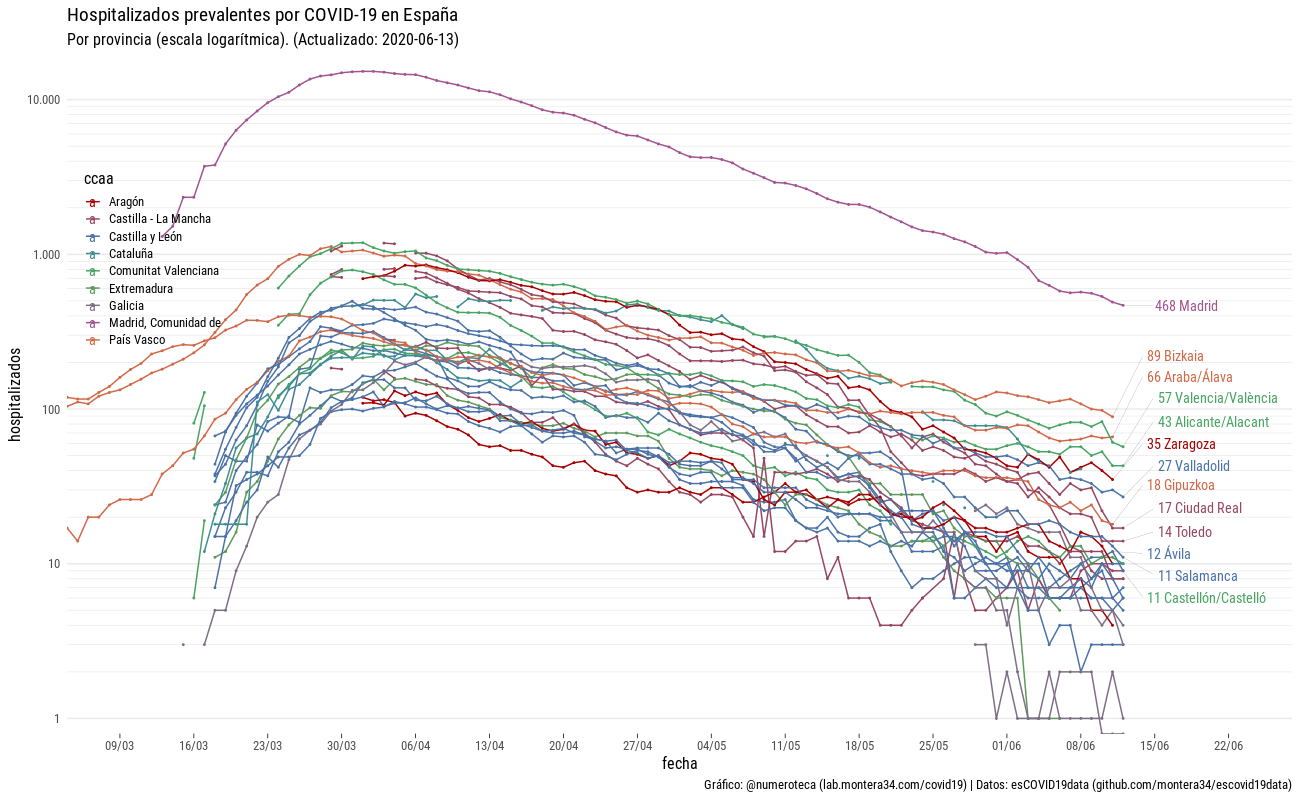 Hospitalizados prevalentes por COVID-19 en España
Por provincia (escala logarítmica). (Actualizado: 2020-06-13)
hospitalizados
10.000
1.000
100
10
1
ccaa
Aragón
Castilla - La Mancha
Castilla y León
Cataluña
Comunitat Valenciana
Extremadura
Galicia
Madrid, Comunidad de
País Vasco
468 Madrid
89 Bizkaia
66 Araba/Álava
57 Valencia/València
43 Alicante/Alacant
35 Zaragoza
27 Valladolid
18 Gipuzkoa
17 Ciudad Real
14 Toledo
12 Ávila
11 Salamanca
11 Castellón/Castelló
09/03
16/03
23/03
30/03
06/04
13/04
20/04
27/04
04/05
11/05
18/05
25/05
01/06
08/06
15/06
22/06
fecha
Gráfico: @numeroteca (lab.montera34.com/covid19) | Datos: esCOVID19data (github.com/montera34/escovid19data)